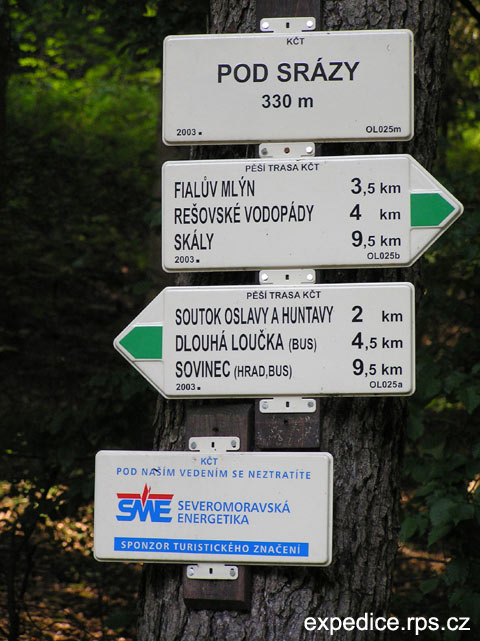 KČT
POD SRÁZY
330 m
2003 OL025m
PĚŠÍ TRASA KČT
FIALŮV MLÝN 3,5 km
REŠOVSKÉ VODOPÁDY 4 km
SKÁLY 9,5 km
2003 OL025b
PĚŠÍ TRASA KČT
SOUTOK OSLAVY A HUNTAVY 2 km
DLOUHÁ LOUČKA (BUS) 4,5 km
SOVINEC (HRAD,BUS) 9,5 km
2003 OL025a
KČT
POD NAŠÍM VEDENÍM SE NEZTRATÍTE
SME SEVEROMORAVSKÁ
ENERGETIKA
SPONZOR TURISTICKÉHO ZNAČENÍ
expedice.rps.cz